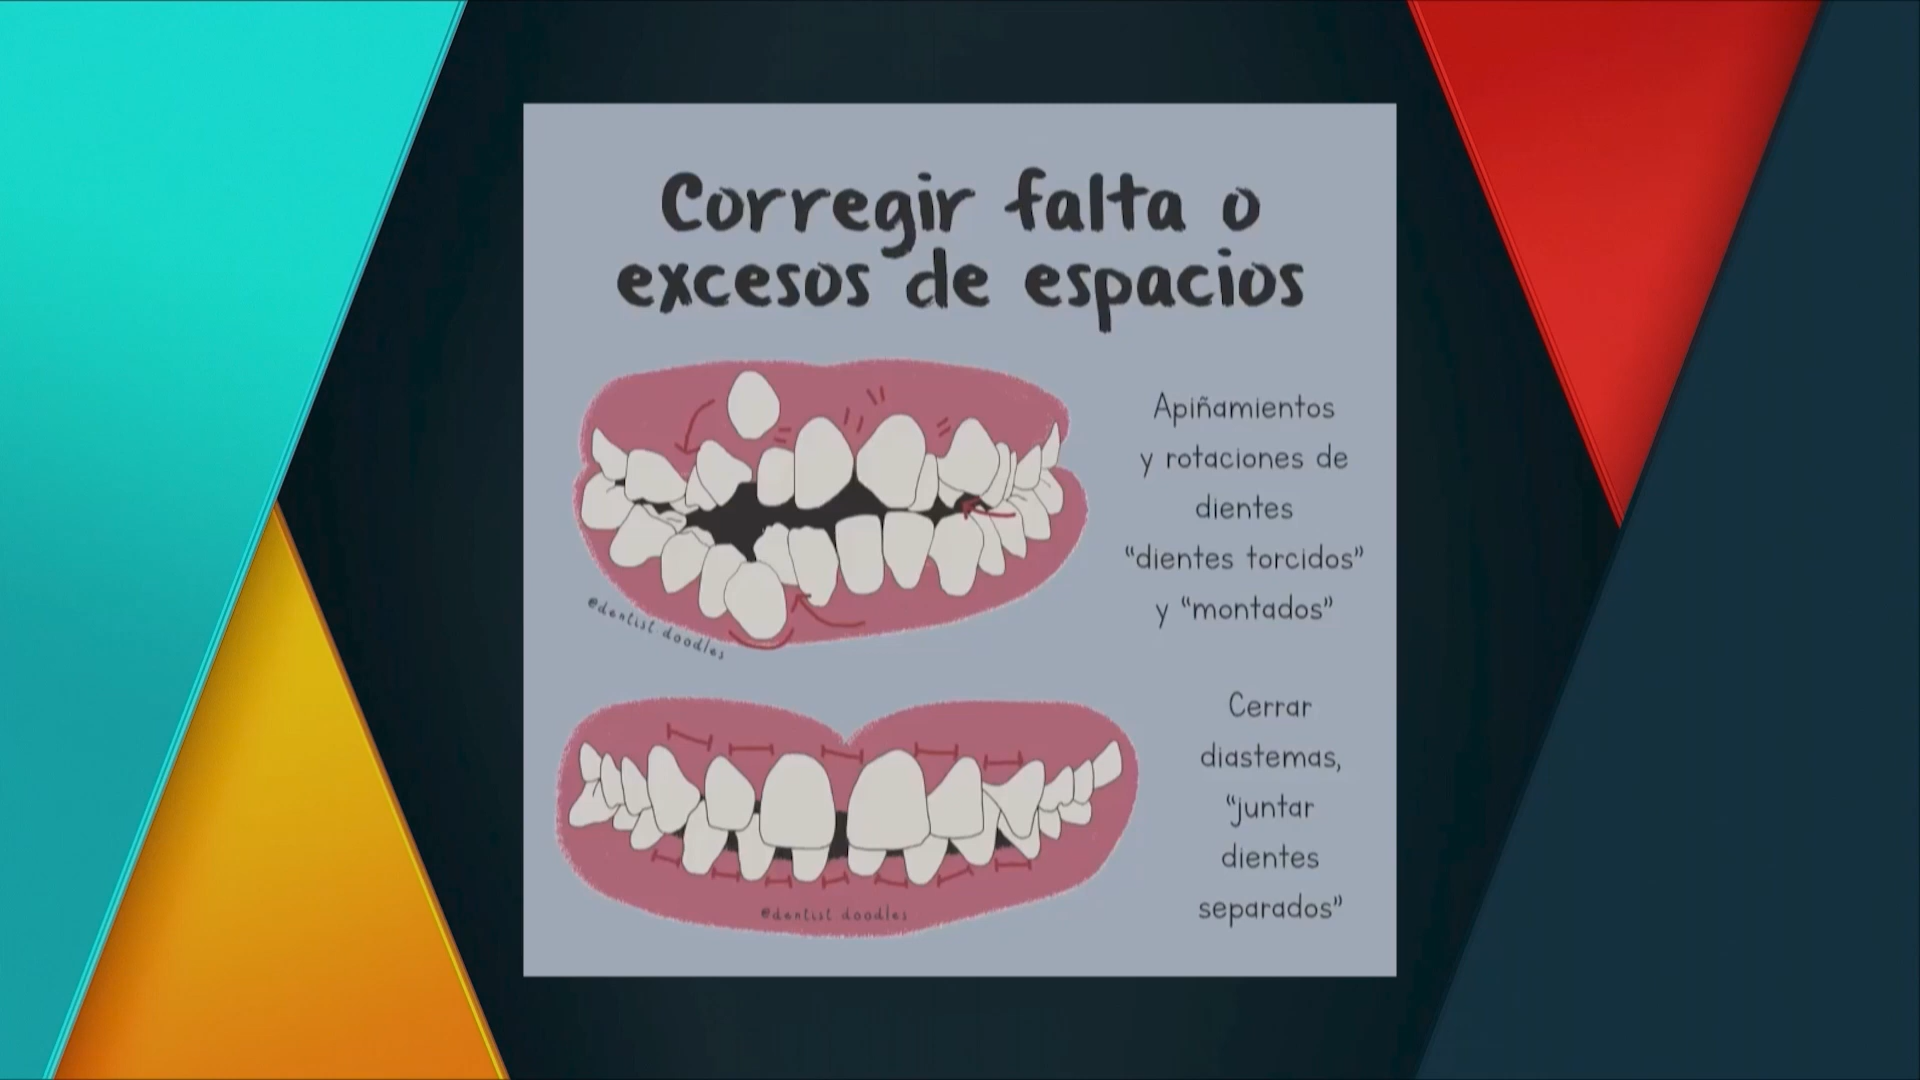 Corregir falta o
excesos de espacios
Apiñamientos
y rotaciones de
dientes
“dientes torcidos”
y “montados”
@dentist.doodles
Cerrar
diastemas,
“juntar
dientes
separados”
@dentist doodles